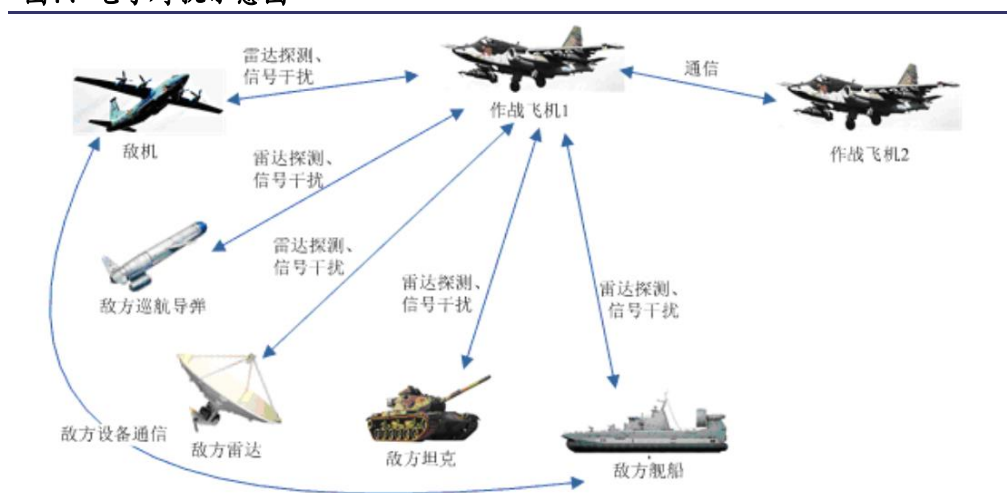 雷达探测、
信号干扰
通信
作战飞机1
敌机
作战飞机2
雷达探测、
信号干扰
雷达探测、
信号干扰
雷达探测、
信号干扰
雷达探测、
信号干扰
敌方巡航导弹
敌方设备通信
敌方雷达
敌方坦克
敌方舰船